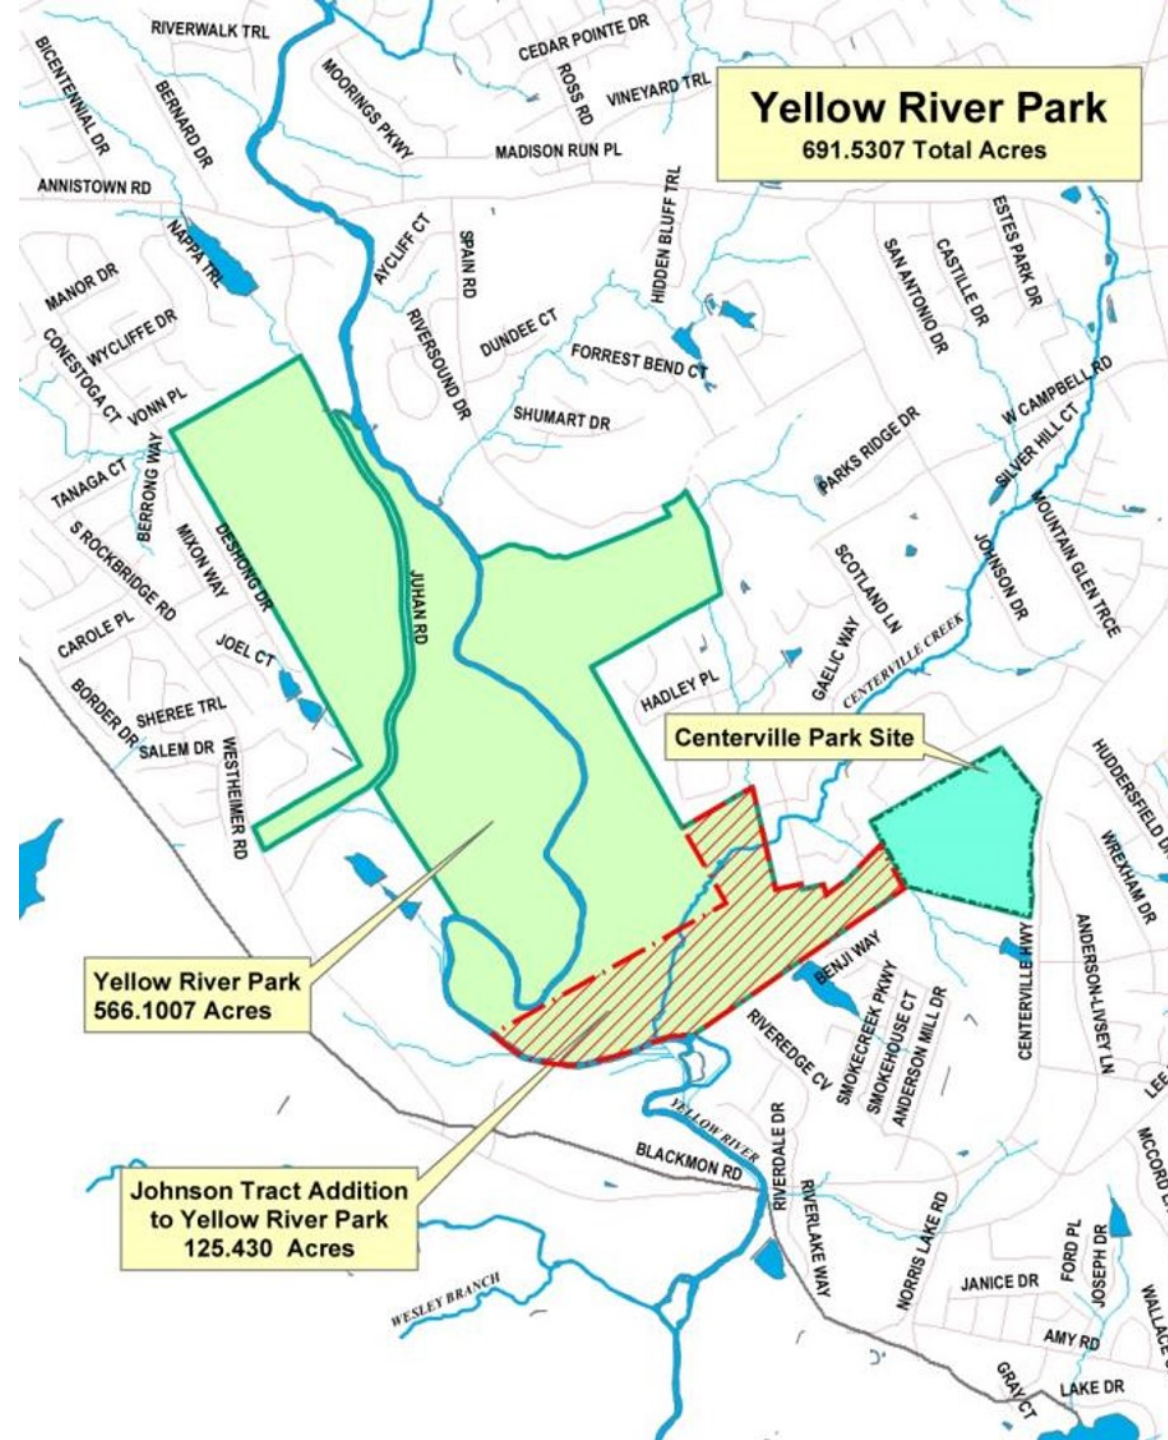 RIVERWALK TRL
CEDAR POINTE DR
BICENTENNIAL DR
BERNARD DR
MOORINGS PKWY
ROSS RD
VINEYARD TRL
Yellow River Park
691.5307 Total Acres
MADISON RUN PL
ANNISTOWN RD
NAPPA TRL
AYCLIFF CT
SPAIN RD
HIDDEN BLUFF TRL
SAN ANTONIO DR
CASTILLE DR
ESTES PARK DR
MANOR DR
WYCLIFFE DR
CONESTOGA CT
RIVERSOUND DR
DUNDEE CT
FORREST BEND CT
VONN PL
SHUMART DR
W CAMPBELL RD
PARKS RIDGE DR
SILVER HILL CT
TANAGA CT
BERRONG WAY
S ROCKBRIDGE RD
MIXON WAY
DESHONG DR
JUHAN RD
MOUNTAIN GLEN TRCE
JOHNSON DR
SCOTLAND LN
CAROLE PL
JOEL CT
GAELIC WAY
CENTERVILLE CREEK
HADLEY PL
BORDER DR
SHEREE TRL
SALEM DR
WESTHEIMER RD
Centerville Park Site
HUDDERSFIELD DR
WREXHAM DR
Yellow River Park
566.1007 Acres
BENJI WAY
SMOKECREEK PKWY
SMOKEHOUSE CT
ANDERSON MILL DR
CENTERVILLE HWY
ANDERSON-LIVSEY LN
RIVEREDGE CV
LEE
YELLOW RIVER
BLACKMON RD
RIVERDALE DR
MCCORD
Johnson Tract Addition
to Yellow River Park
125.430 Acres
RIVERLAKE WAY
NORRIS LAKE RD
FORD PL
JOSEPH DR
JANICE DR
WESLEY BRANCH
WALLACE
AMY RD
GRAY CT
LAKE DR